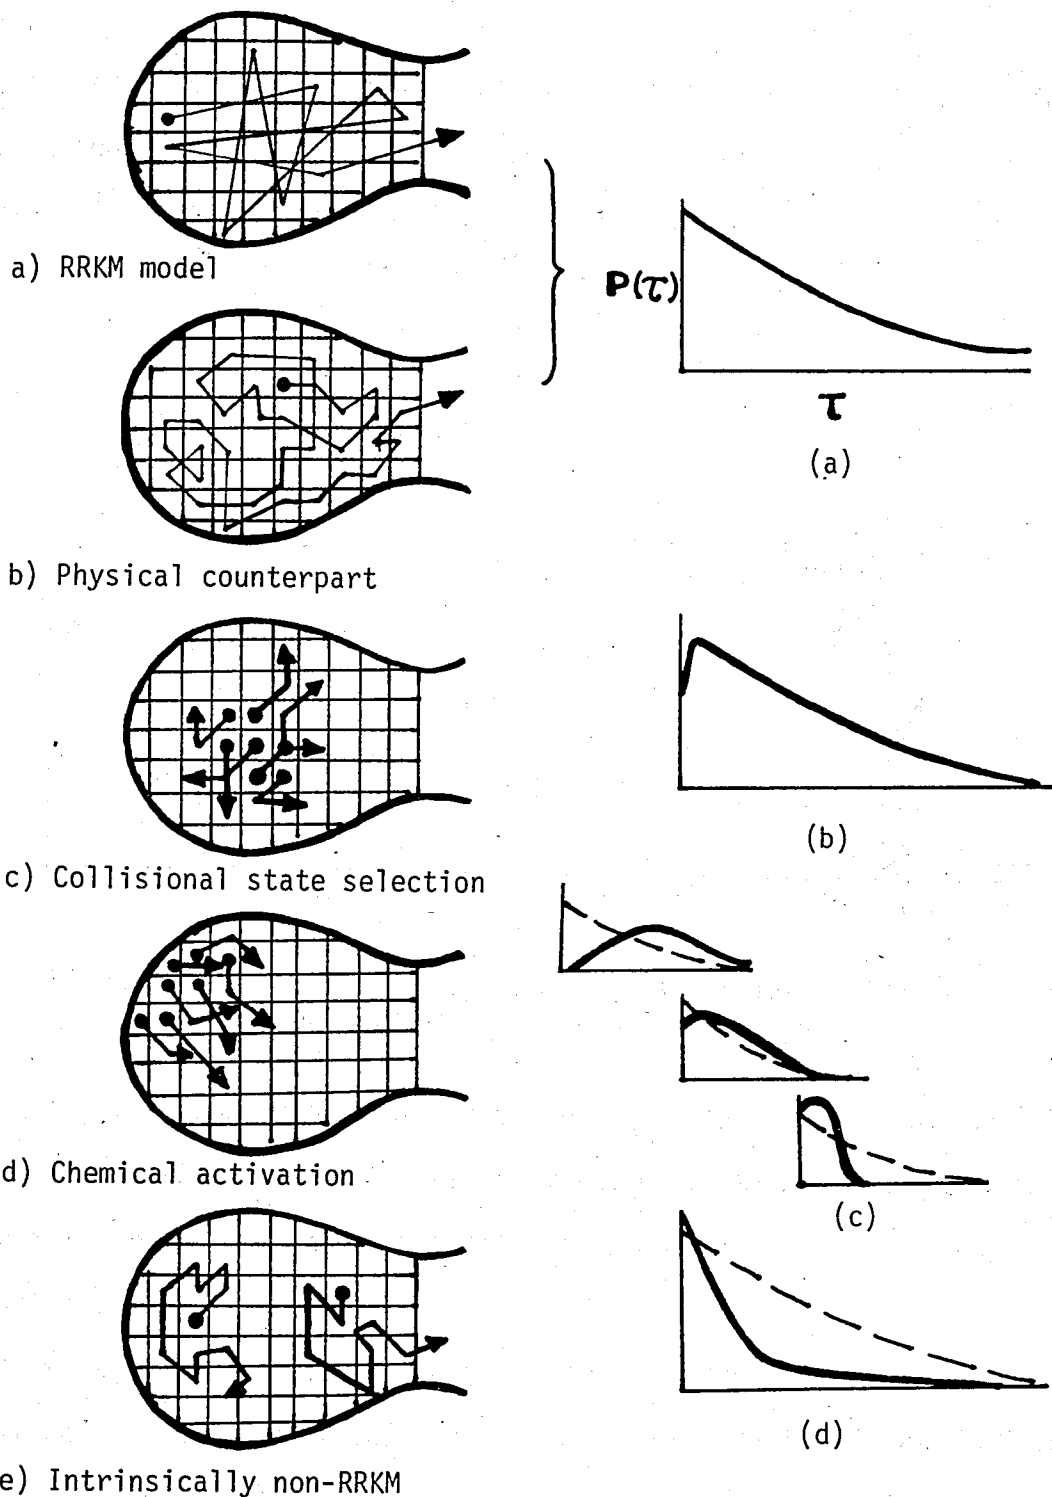 a) RRKM model
P(τ)
τ
(a)
b) Physical counterpart
(b)
c) Collisional state selection
d) Chemical activation
(c)
(d)
e) Intrinsically non-RRKM